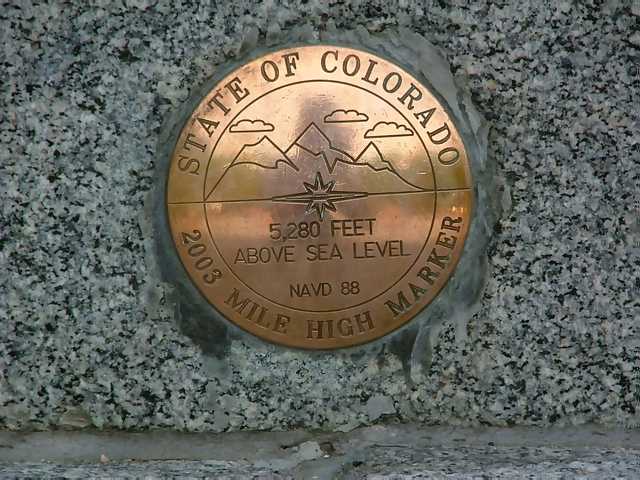 STATE OF COLORADO
5,280 FEET
ABOVE SEA LEVEL
NAVD 88
2003 MILE HIGH MARKER